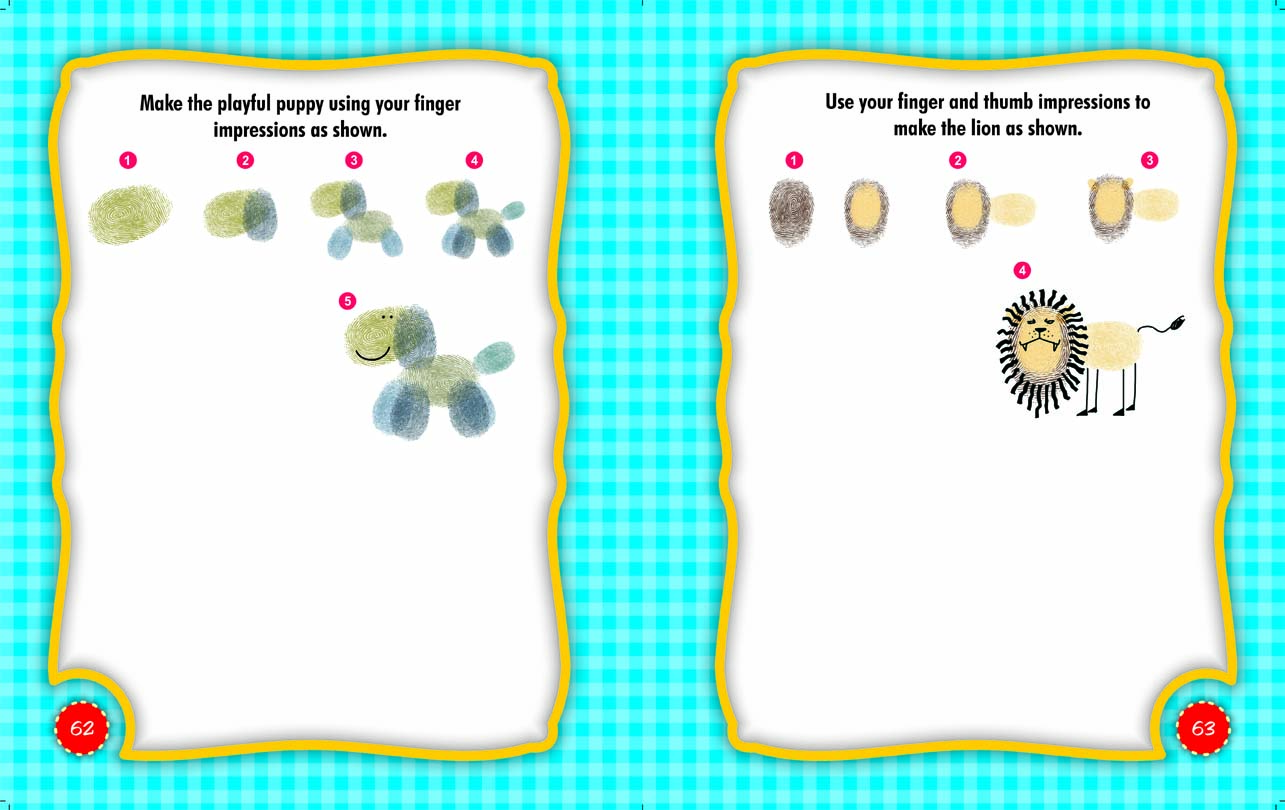 Make the playful puppy using your finger
impressions as shown.
1 2 3 4
5
62
Use your finger and thumb impressions to
make the lion as shown.
1 2 3
4
63